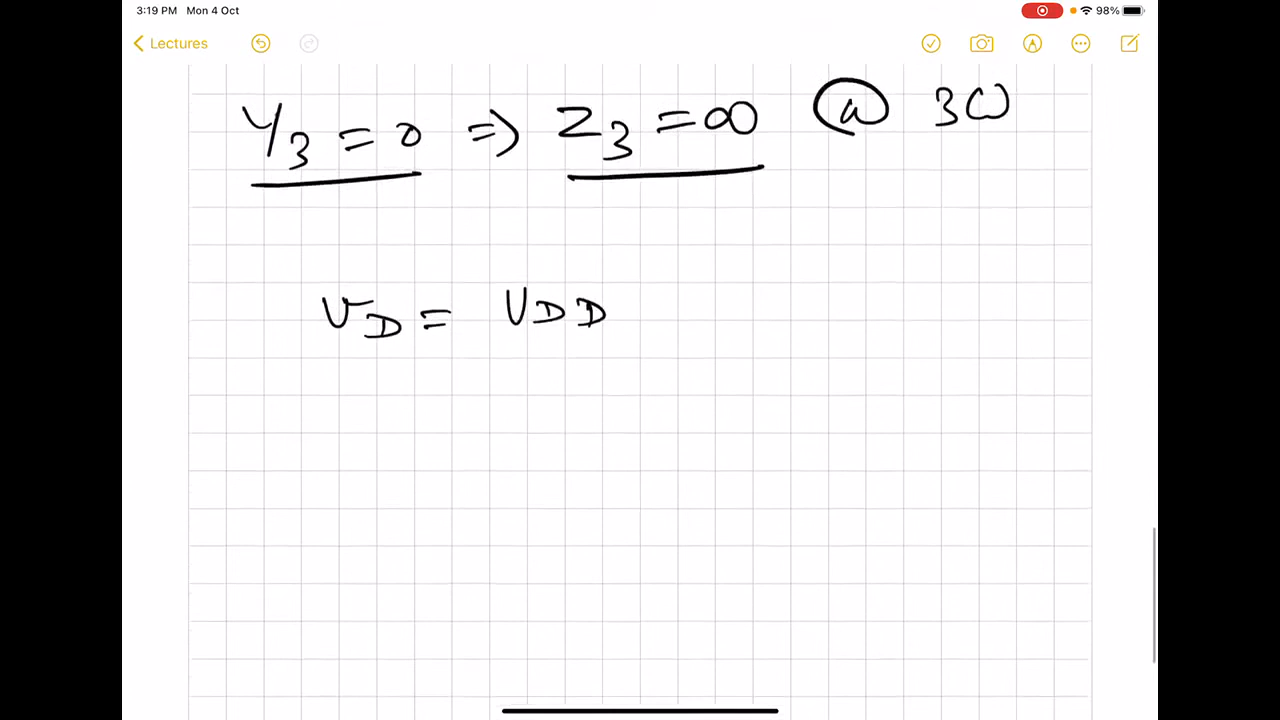 3:19 PM Mon 4 Oct 98%
Lectures
Y3 = 0 => Z3 = ∞ @ 3ω
VD = VDD